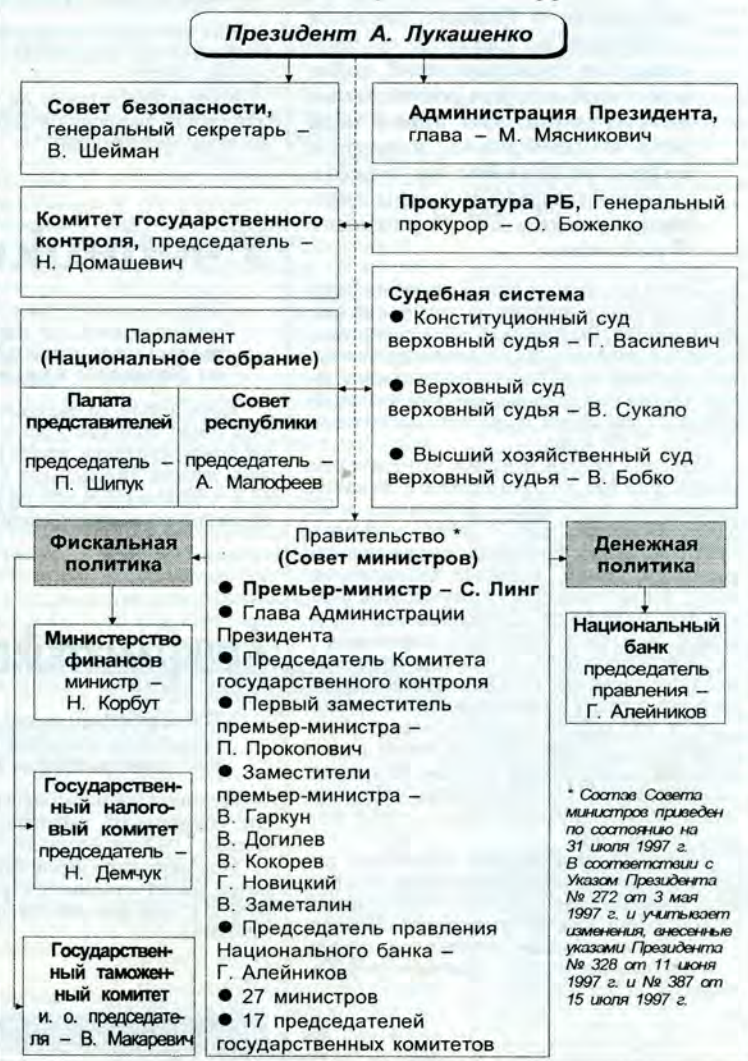 Президент А. Лукашенко
Совет безопасности,
генеральный секретарь –
В. Шейман
Администрация Президента,
глава – М. Мясникович
Комитет государственного
контроля, председатель –
Н. Домашевич
Прокуратура РБ, Генеральный
прокурор – О. Божелко
Парламент
(Национальное собрание)
Палата
представителей
председатель –
П. Шипук
Совет
республики
председатель –
А. Малофеев
Судебная система
● Конституционный суд
верховный судья – Г. Василевич
● Верховный суд
верховный судья – В. Сукало
● Высший хозяйственный суд
верховный судья – В. Бобко
Фискальная
политика
Министерство
финансов
министр –
Н. Корбут
Государствен-
ный налого-
вый комитет
председатель –
Н. Демчук
Государствен-
ный таможен-
ный комитет
и. о. председате-
ля – В. Макаревич
Правительство *
(Совет министров)
● Премьер-министр – С. Линг
● Глава Администрации
Президента
● Председатель Комитета
государственного контроля
● Первый заместитель
премьер-министра –
П. Прокопович
● Заместители
премьер-министра –
В. Гаркун
В. Догилев
В. Кокорев
Г. Новицкий
В. Заметалин
● Председатель правления
Национального банка –
Г. Алейников
● 27 министров
● 17 председателей
государственных комитетов
Денежная
политика
Национальный
банк
председатель
правления –
Г. Алейников
* Состав Совета
министров приведен
по состоянию на
31 июля 1997 г.
В соответствии с
Указом Президента
№ 272 от 3 мая
1997 г. и учитывает
изменения, внесенные
указами Президента
№ 328 от 11 июня
1997 г. и № 387 от
15 июля 1997 г.